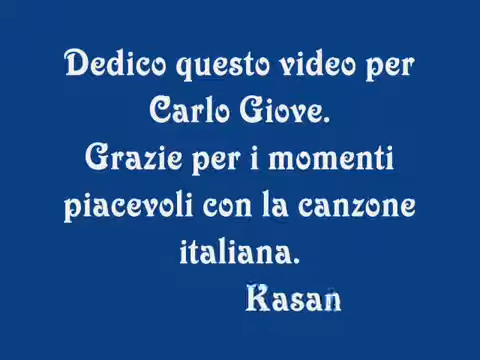 Dedico questo video per
Carlo Giove.
Grazie per i momenti
piacevoli con la canzone
italiana.
Kasan